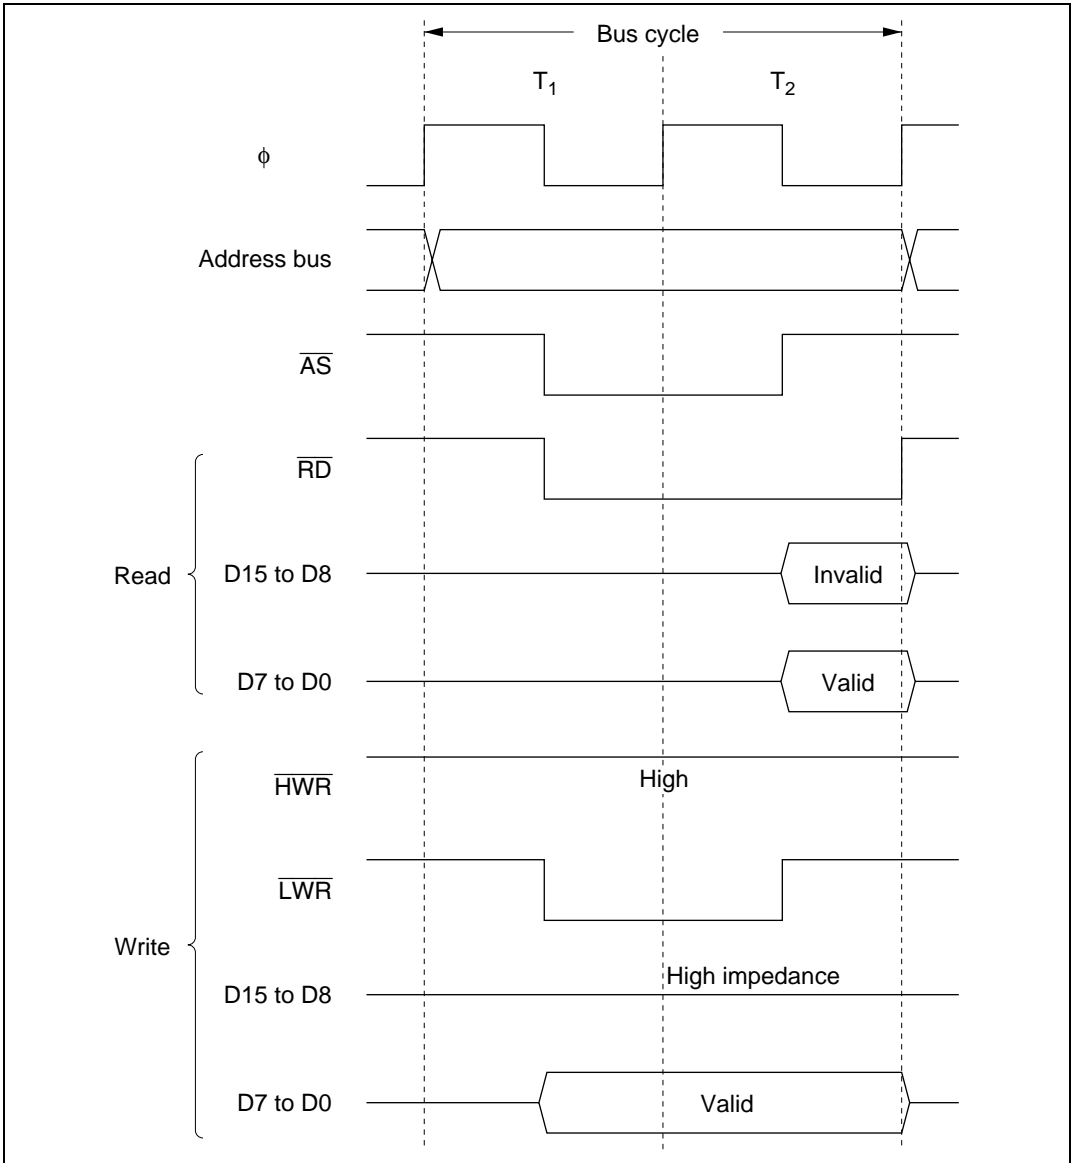 Bus cycle
T1 T2
ϕ
Address bus
AS
RD
Read
D15 to D8 Invalid
D7 to D0 Valid
HWR
High
LWR
Write
High impedance
D15 to D8
D7 to D0 Valid